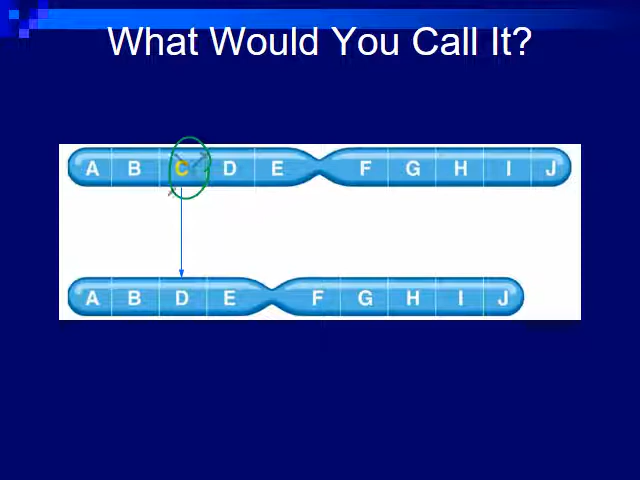 What Would You Call It?
A B C D E F G H I J
A B D E F G H I J